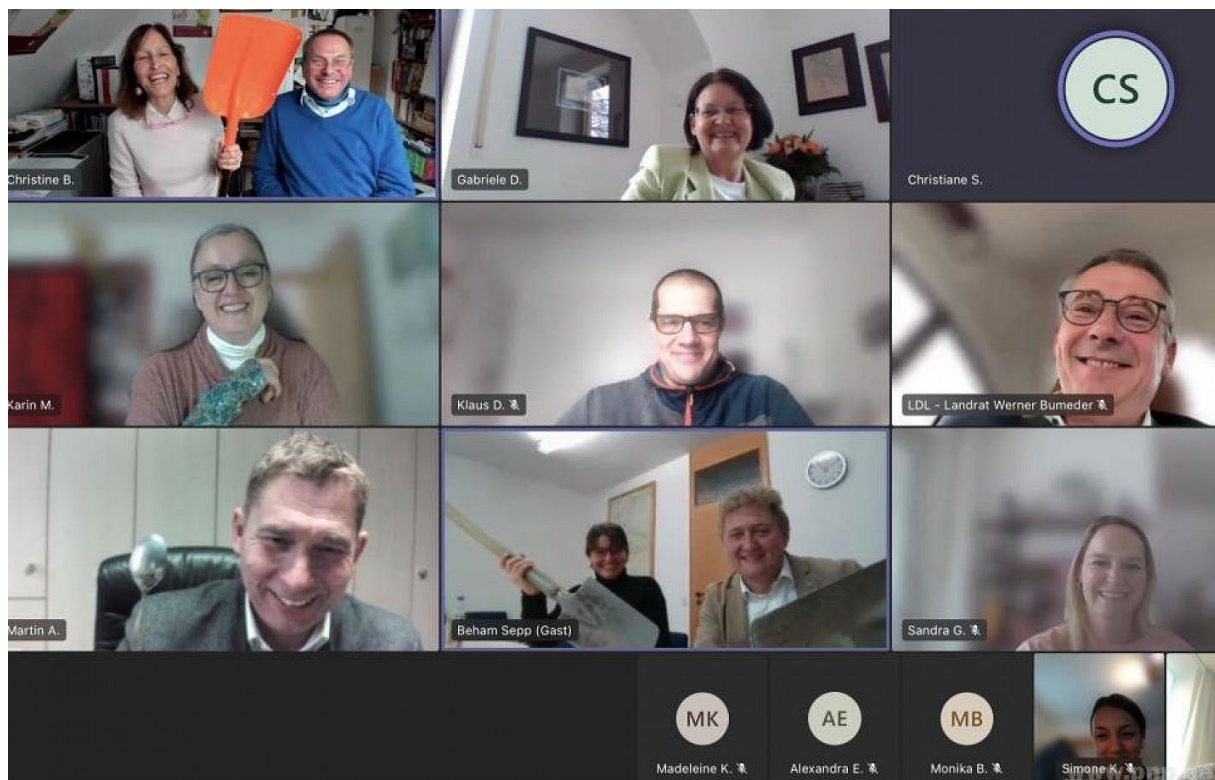 CS
Christine B.
Gabriele D.
Christiane S.
Karin M.
Klaus D.
LDL - Landrat Werner Bumeder
Martin A.
Beham Sepp (Gast)
Sandra G.
MK
AE
MB
Madeleine K.
Alexandra E.
Monika B.
Simone K.